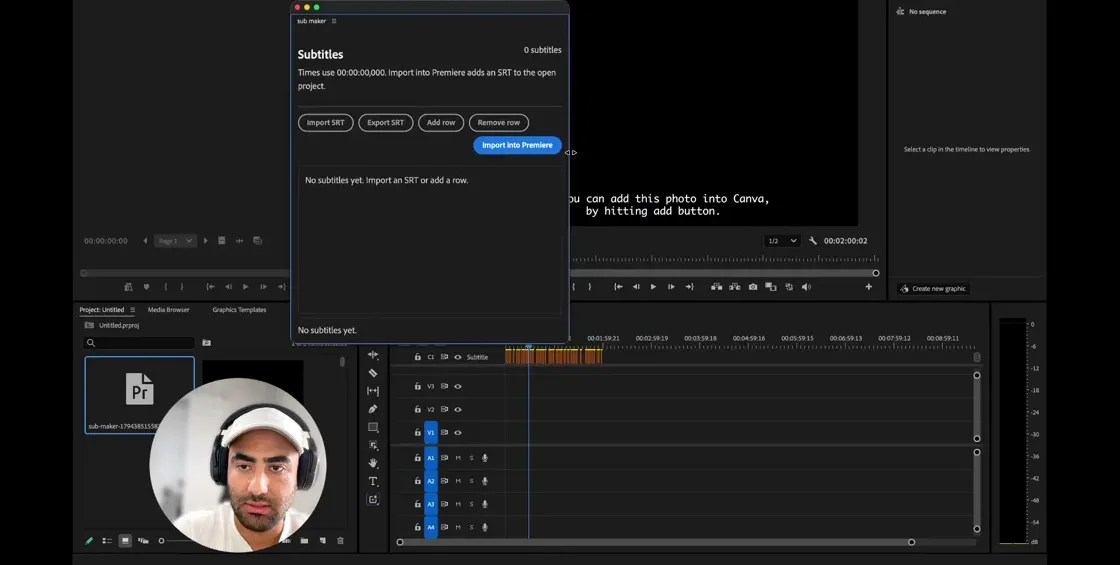 sub maker
Subtitles
0 subtitles
Times use 00:00:00,000. Import into Premiere adds an SRT to the open
project.
Import SRT
Export SRT
Add row
Remove row
Import into Premiere
No subtitles yet. Import an SRT or add a row.
No subtitles yet.
No sequence
Select a clip in the timeline to view properties.
Create new graphic
ou can add this photo into Canva,
by hitting add button.
00:00:00:00
Page 1
1/2
00:02:00:02
Project: Untitled
Media Browser
Graphics Templates
Untitled.prproj
Pr
00:01:59:21
00:02:59:19
00:03:59:18
00:04:59:16
00:05:59:15
00:06:59:13
00:07:59:12
00:08:59:11
C1 Subtitle
V3
V2
V1
A1 M S
A2 M S
A3 M S
A4 M S
T
0
-6
-12
-18
-24
-30
-36
-42
-48
-54
dB